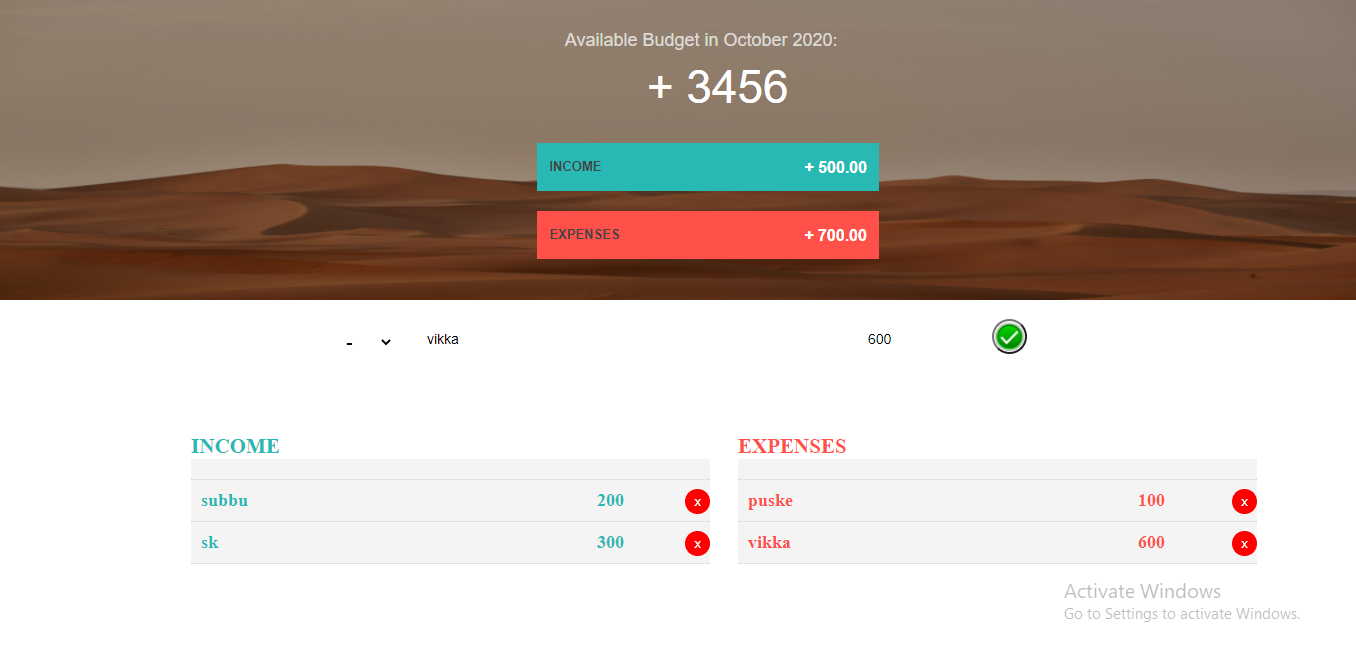 Available Budget in October 2020:
+ 3456
INCOME + 500.00
EXPENSES + 700.00
- vikka 600
INCOME
subbu 200 x
sk 300 x
EXPENSES
puske 100 x
vikka 600 x
Activate Windows
Go to Settings to activate Windows.